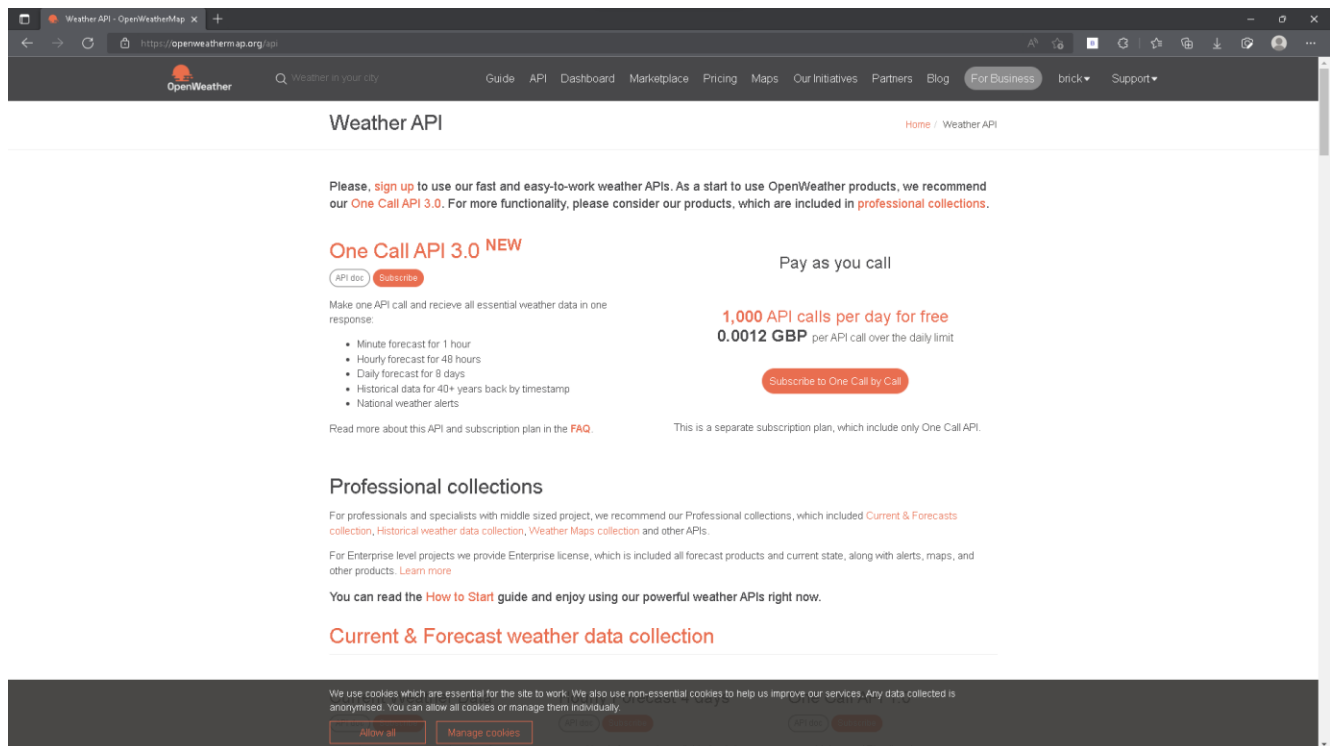 Weather API - OpenWeatherMap
https://openweathermap.org/api
OpenWeather
Weather in your city
Guide API Dashboard Marketplace Pricing Maps Our Initiatives Partners Blog For Business brick Support
Weather API
Home / Weather API
Please, sign up to use our fast and easy-to-work weather APIs. As a start to use OpenWeather products, we recommend
our One Call API 3.0. For more functionality, please consider our products, which are included in professional collections.
One Call API 3.0 NEW
API doc Subscribe
Make one API call and recieve all essential weather data in one
response:
• Minute forecast for 1 hour
• Hourly forecast for 48 hours
• Daily forecast for 8 days
• Historical data for 40+ years back by timestamp
• National weather alerts
Read more about this API and subscription plan in the FAQ.
Pay as you call
1,000 API calls per day for free
0.0012 GBP per API call over the daily limit
Subscribe to One Call by Call
This is a separate subscription plan, which include only One Call API.
Professional collections
For professionals and specialists with middle sized project, we recommend our Professional collections, which included Current & Forecasts
collection, Historical weather data collection, Weather Maps collection and other APIs.
For Enterprise level projects we provide Enterprise license, which is included all forecast products and current state, along with alerts, maps, and
other products. Learn more
You can read the How to Start guide and enjoy using our powerful weather APIs right now.
Current & Forecast weather data collection
We use cookies which are essential for the site to work. We also use non-essential cookies to help us improve our services. Any data collected is
anonymised. You can allow all cookies or manage them individually.
Allow all Manage cookies